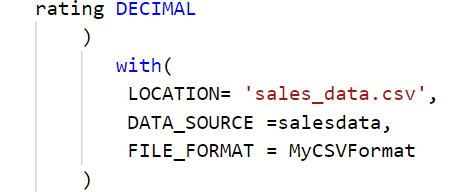 rating DECIMAL
)
with(
LOCATION= 'sales_data.csv',
DATA_SOURCE =salesdata,
FILE_FORMAT = MyCSVFormat
)